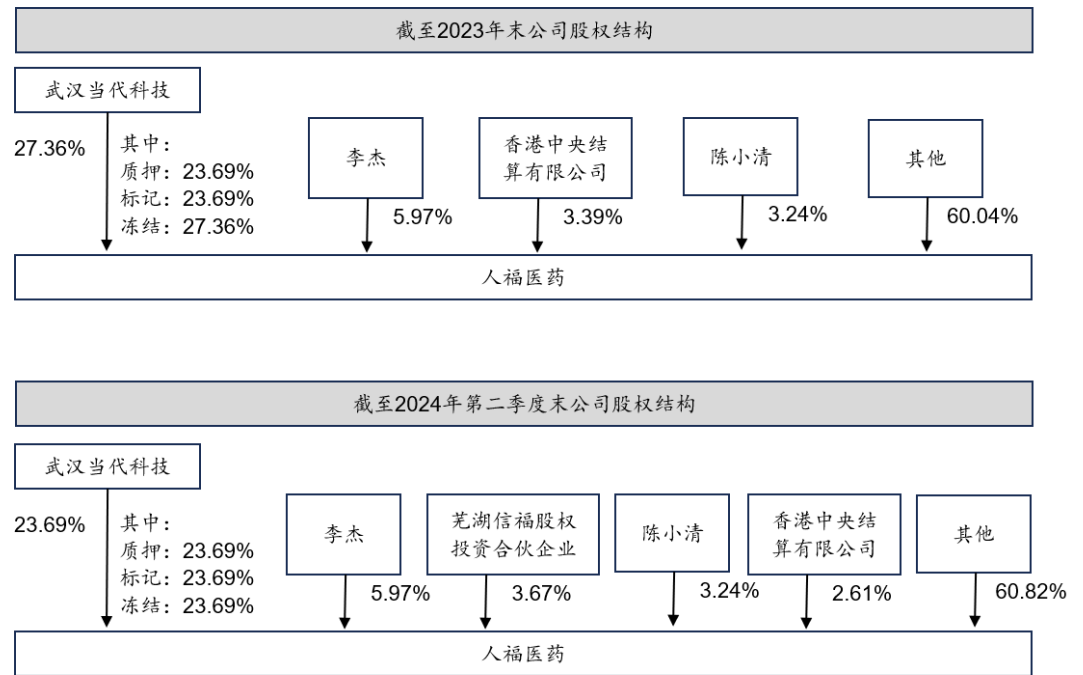 截至2023年末公司股权结构
武汉当代科技
27.36%
其中：
质押：23.69%
标记：23.69%
冻结：27.36%
李杰
5.97%
香港中央结
算有限公司
3.39%
陈小清
3.24%
其他
60.04%
人福医药
截至2024年第二季度末公司股权结构
武汉当代科技
23.69%
其中：
质押：23.69%
标记：23.69%
冻结：23.69%
李杰
5.97%
芜湖信福股权
投资合伙企业
3.67%
陈小清
3.24%
香港中央结
算有限公司
2.61%
其他
60.82%
人福医药